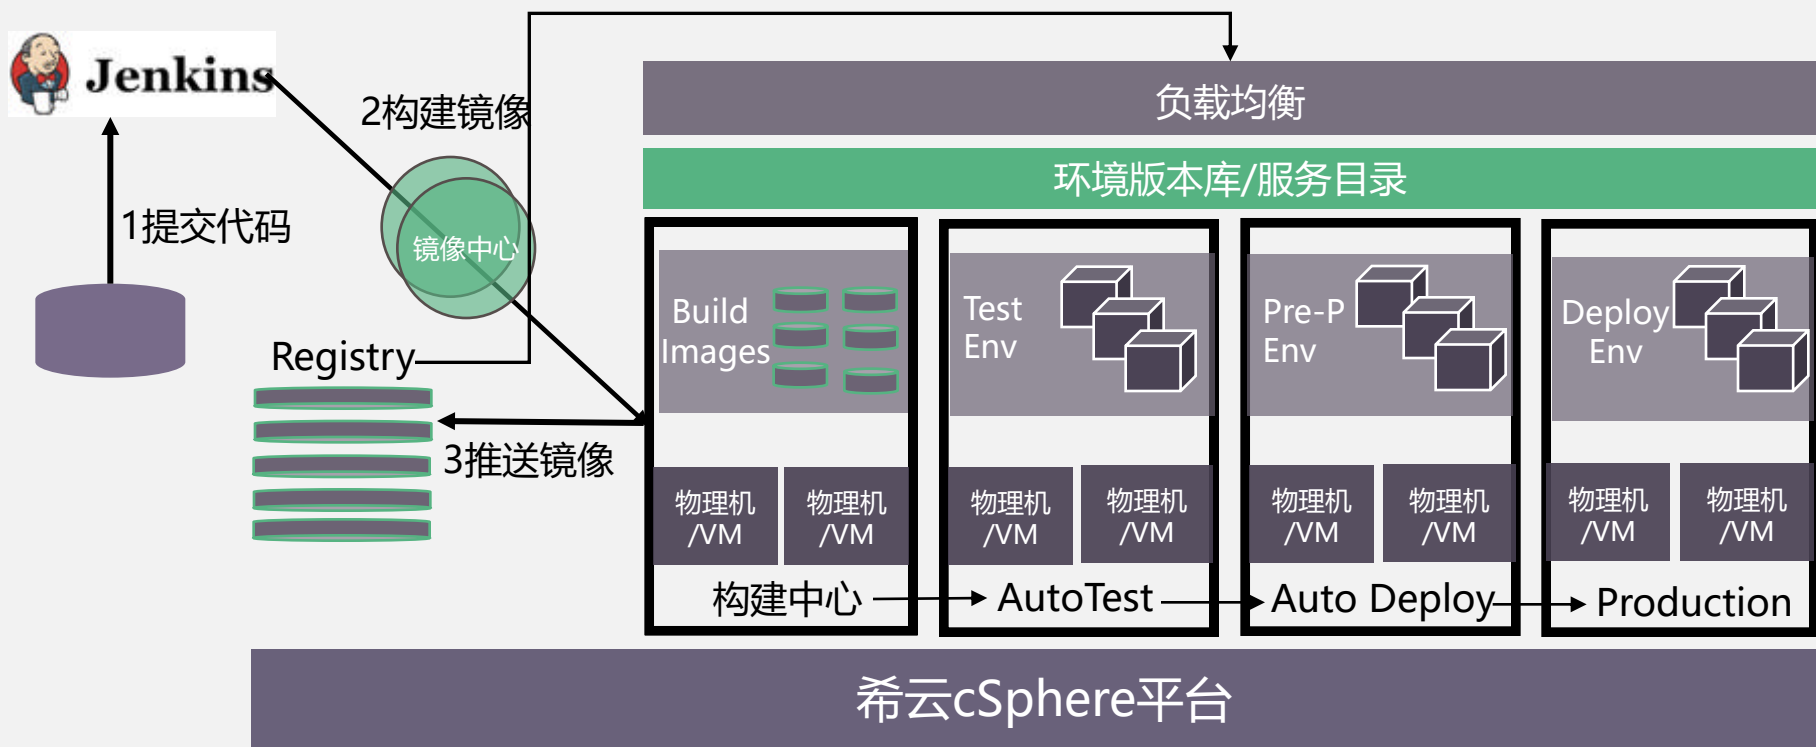 Jenkins
2构建镜像
1提交代码
镜像中心
Registry
3推送镜像
负载均衡
环境版本库/服务目录
Build
Images
Test
Env
Pre-P
Env
Deploy
Env
物理机
/VM
物理机
/VM
物理机
/VM
物理机
/VM
物理机
/VM
物理机
/VM
物理机
/VM
物理机
/VM
构建中心
AutoTest
Auto Deploy
Production
希云cSphere平台